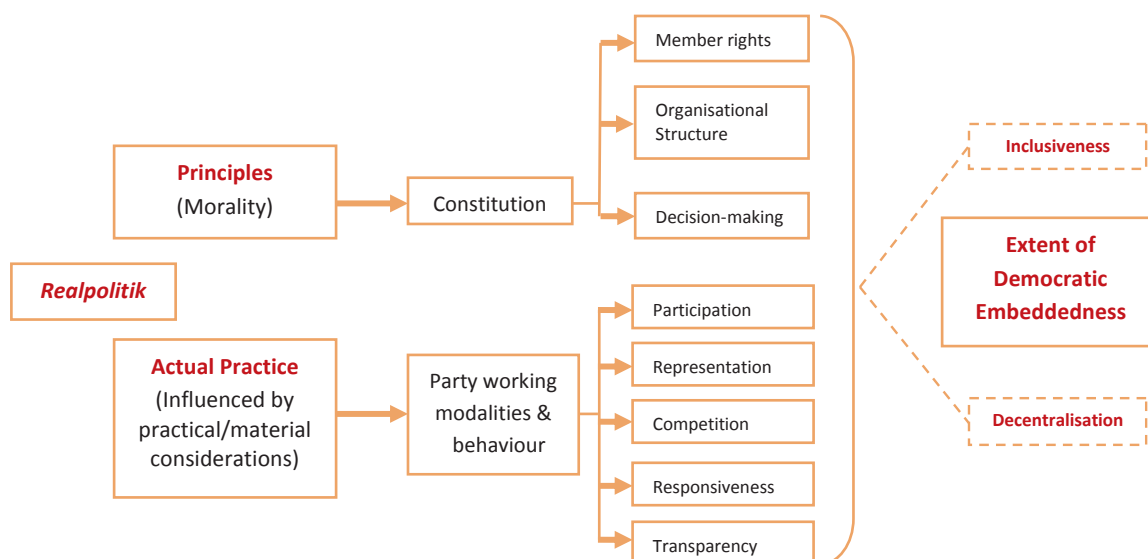 Principles
(Morality)
Constitution
Member rights
Organisational
Structure
Decision-making
Realpolitik
Actual Practice
(Influenced by
practical/material
considerations)
Party working
modalities &
behaviour
Participation
Representation
Competition
Responsiveness
Transparency
Inclusiveness
Extent of
Democratic
Embeddedness
Decentralisation